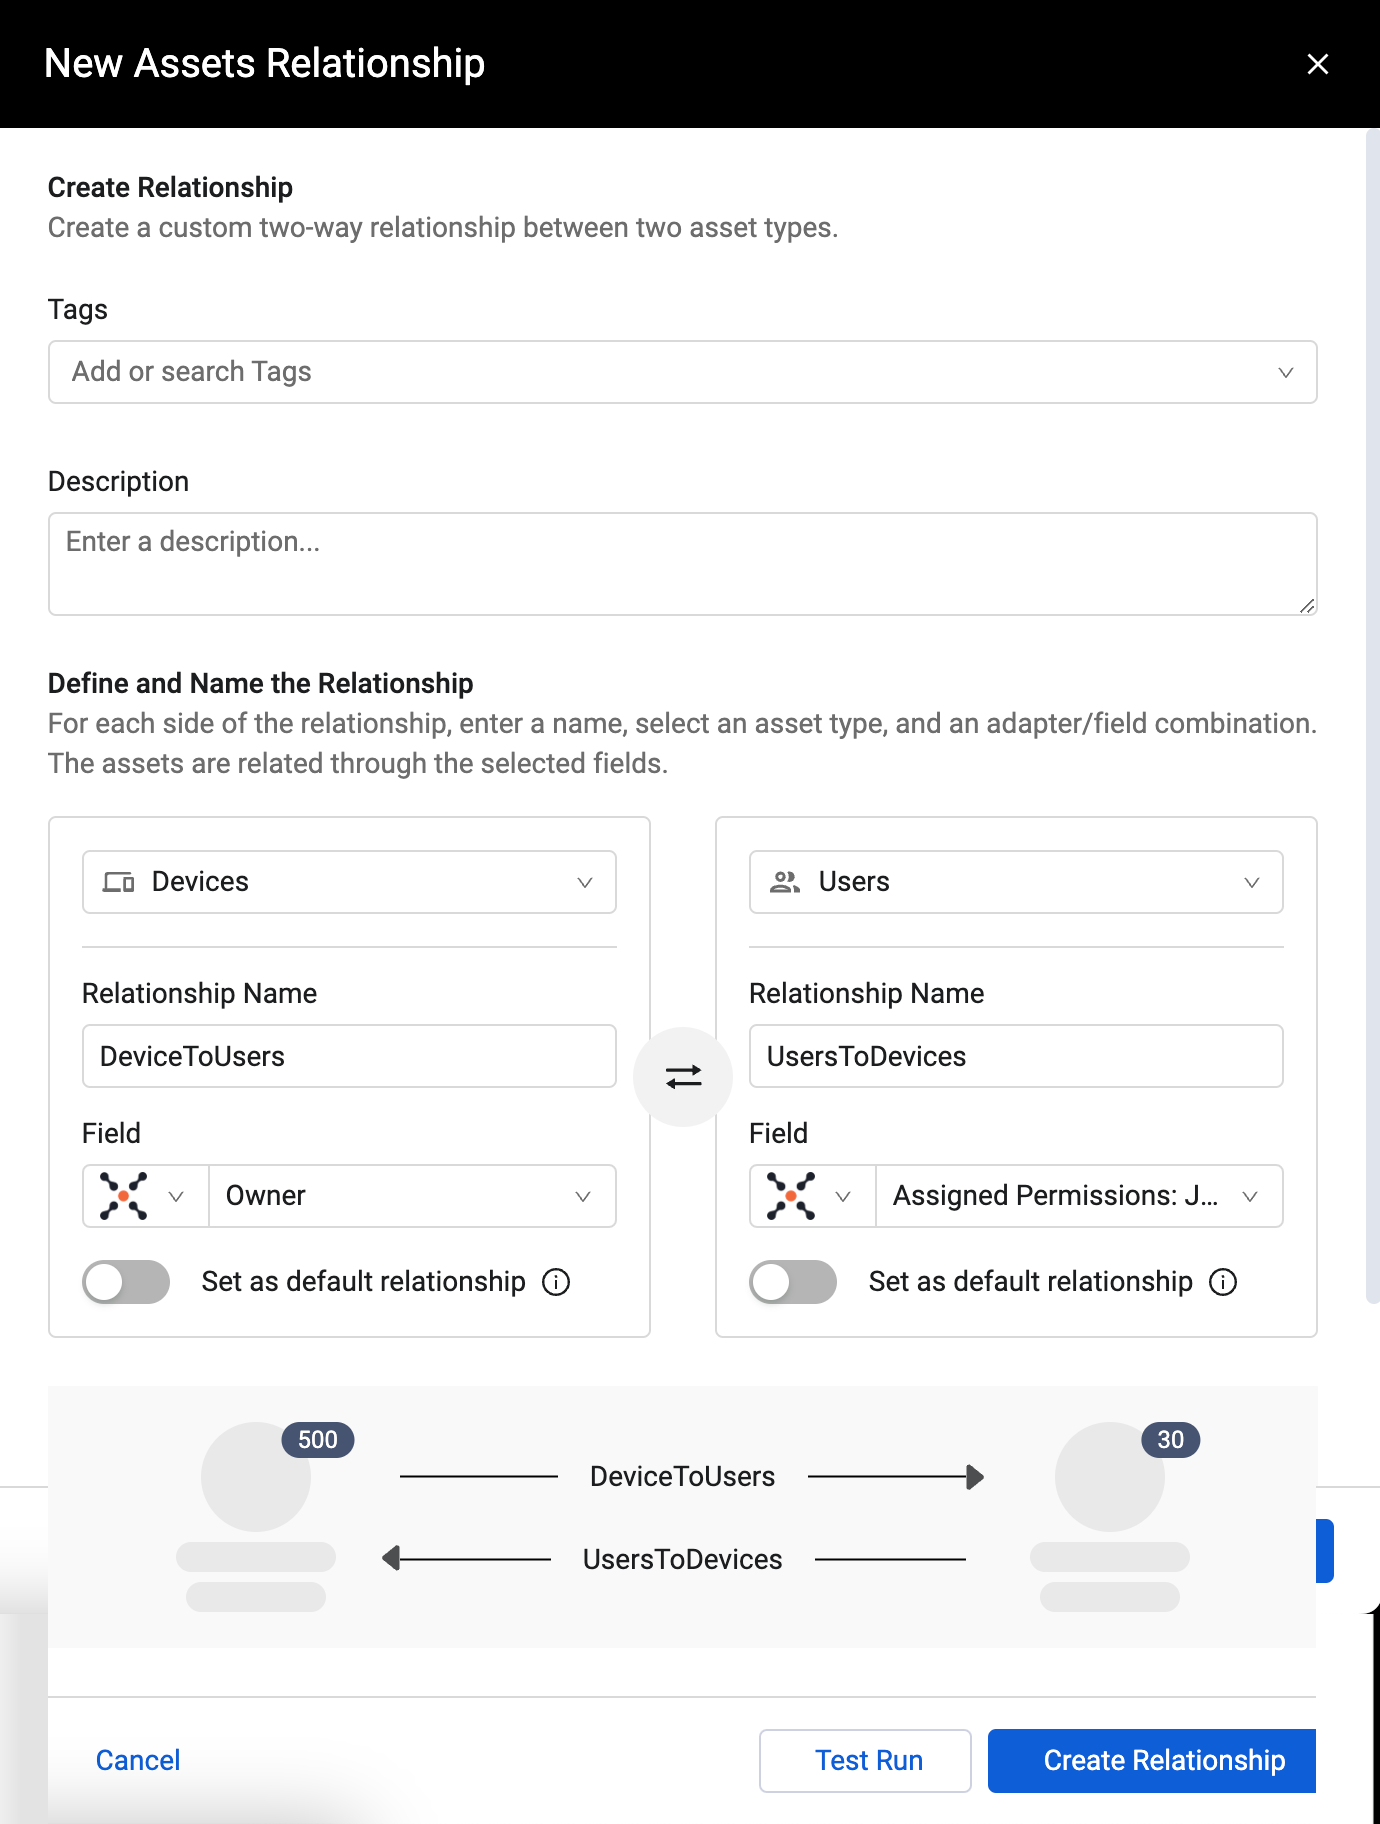 New Assets Relationship
Create Relationship
Create a custom two-way relationship between two asset types.
Tags
Add or search Tags
Description
Enter a description...
Define and Name the Relationship
For each side of the relationship, enter a name, select an asset type, and an adapter/field combination.
The assets are related through the selected fields.
Devices
Relationship Name
DeviceToUsers
Field
Owner
Set as default relationship
Users
Relationship Name
UsersToDevices
Field
Assigned Permissions: J...
Set as default relationship
500
DeviceToUsers
30
UsersToDevices
Cancel
Test Run
Create Relationship